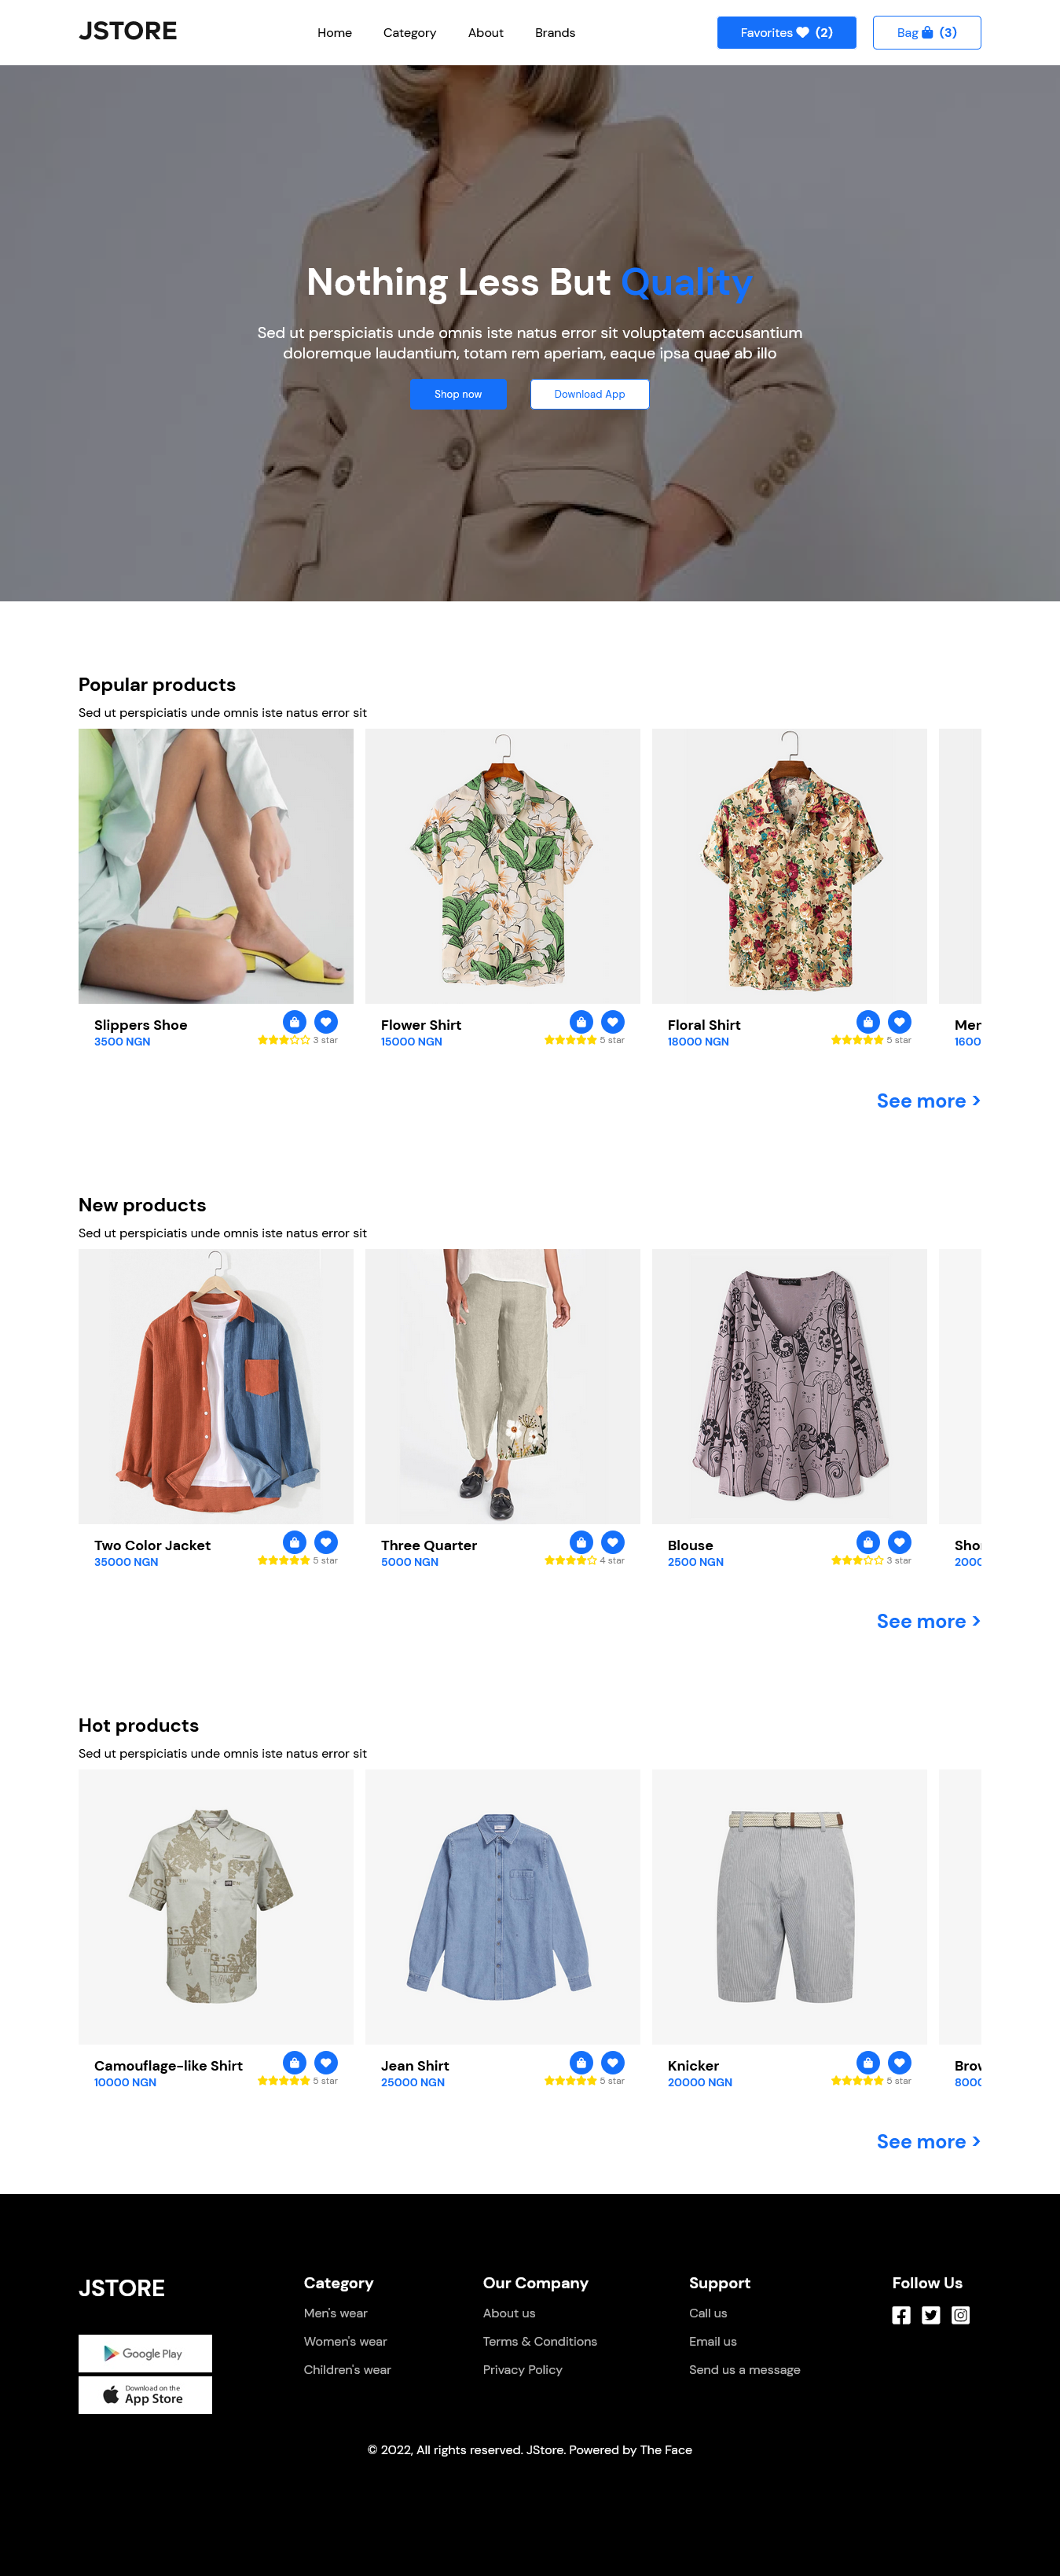 JSTORE
Home
Category
About
Brands
Favorites (2)
Bag (3)
Nothing Less But Quality
Sed ut perspiciatis unde omnis iste natus error sit voluptatem accusantium
doloremque laudantium, totam rem aperiam, eaque ipsa quae ab illo
Shop now
Download App
Popular products
Sed ut perspiciatis unde omnis iste natus error sit
Slippers Shoe
3500 NGN
3 star
Flower Shirt
15000 NGN
5 star
Floral Shirt
18000 NGN
5 star
See more >
New products
Sed ut perspiciatis unde omnis iste natus error sit
Two Color Jacket
35000 NGN
5 star
Three Quarter
5000 NGN
4 star
Blouse
2500 NGN
3 star
See more >
Hot products
Sed ut perspiciatis unde omnis iste natus error sit
Camouflage-like Shirt
10000 NGN
5 star
Jean Shirt
25000 NGN
5 star
Knicker
20000 NGN
5 star
See more >
JSTORE
Google Play
Download on the
App Store
Category
Men's wear
Women's wear
Children's wear
Our Company
About us
Terms & Conditions
Privacy Policy
Support
Call us
Email us
Send us a message
Follow Us
© 2022, All rights reserved. JStore. Powered by The Face